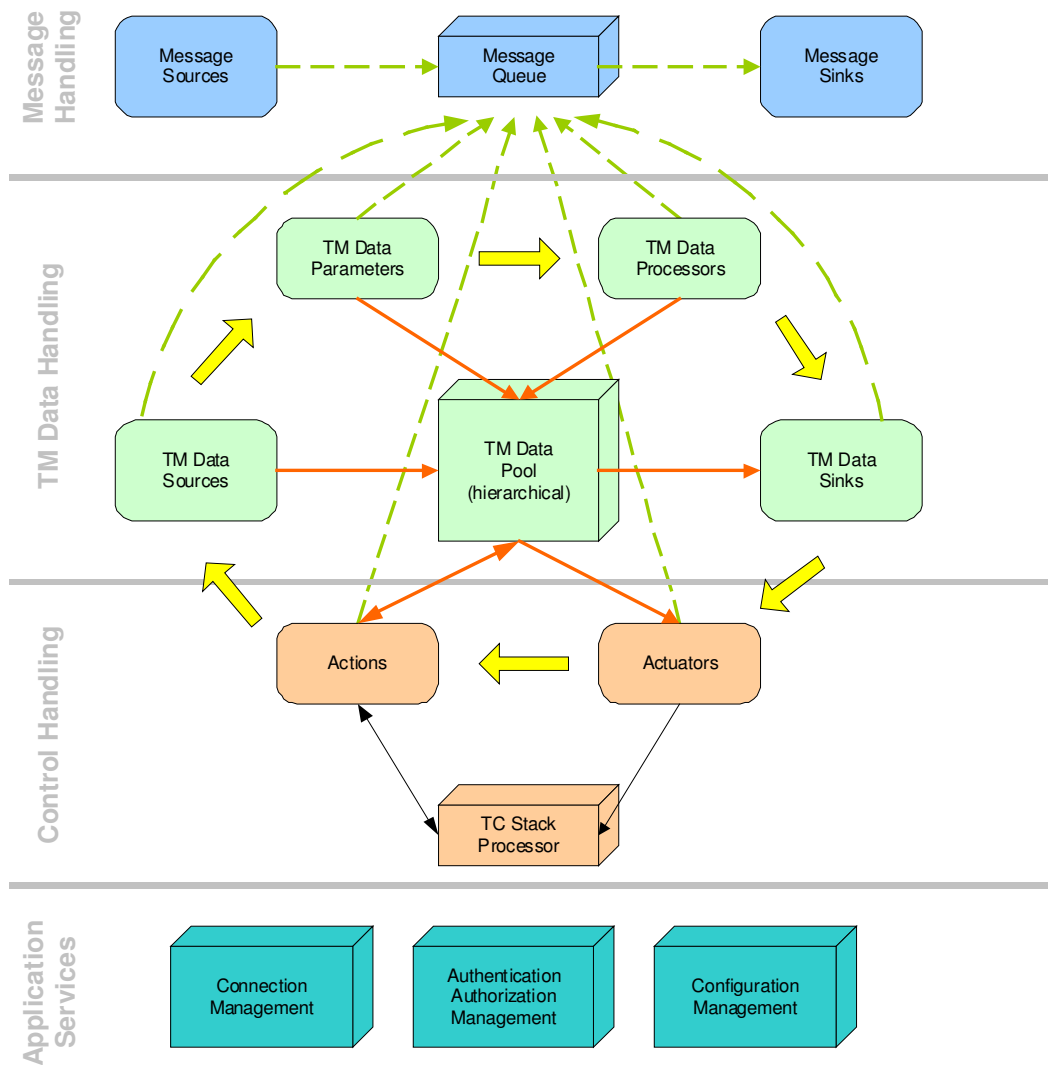 Message
Handling
Message
Sources
Message
Queue
Message
Sinks
TM Data Handling
TM Data
Parameters
TM Data
Processors
TM Data
Sources
TM Data
Pool
(hierarchical)
TM Data
Sinks
Control Handling
Actions
Actuators
TC Stack
Processor
Application
Services
Connection
Management
Authentication
Authorization
Management
Configuration
Management